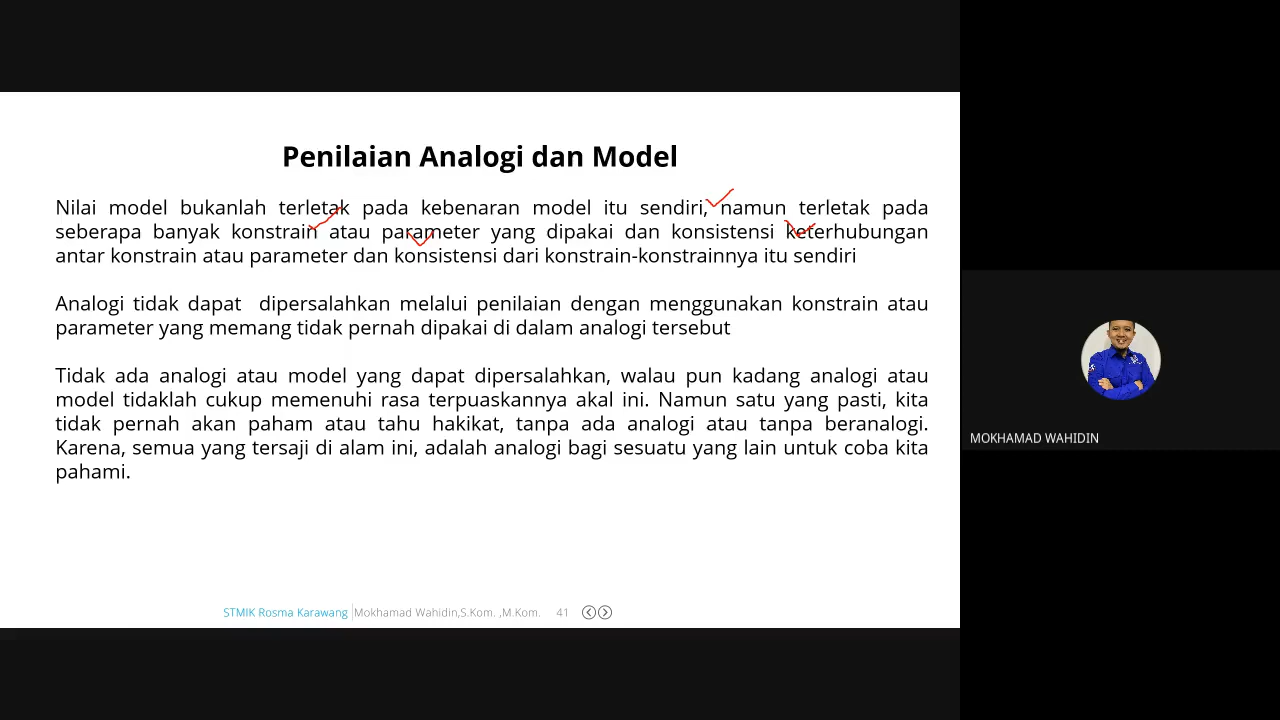 Penilaian Analogi dan Model
Nilai model bukanlah terletak pada kebenaran model itu sendiri, namun terletak pada
seberapa banyak konstrain atau parameter yang dipakai dan konsistensi keterhubungan
antar konstrain atau parameter dan konsistensi dari konstrain-konstrainnya itu sendiri
Analogi tidak dapat  dipersalahkan melalui penilaian dengan menggunakan konstrain atau
parameter yang memang tidak pernah dipakai di dalam analogi tersebut
Tidak ada analogi atau model yang dapat dipersalahkan, walau pun kadang analogi atau
model tidaklah cukup memenuhi rasa terpuaskannya akal ini. Namun satu yang pasti, kita
tidak pernah akan paham atau tahu hakikat, tanpa ada analogi atau tanpa beranalogi.
Karena, semua yang tersaji di alam ini, adalah analogi bagi sesuatu yang lain untuk coba kita
pahami.
STMIK Rosma Karawang |Mokhamad Wahidin,S.Kom. ,M.Kom. 41
MOKHAMAD WAHIDIN